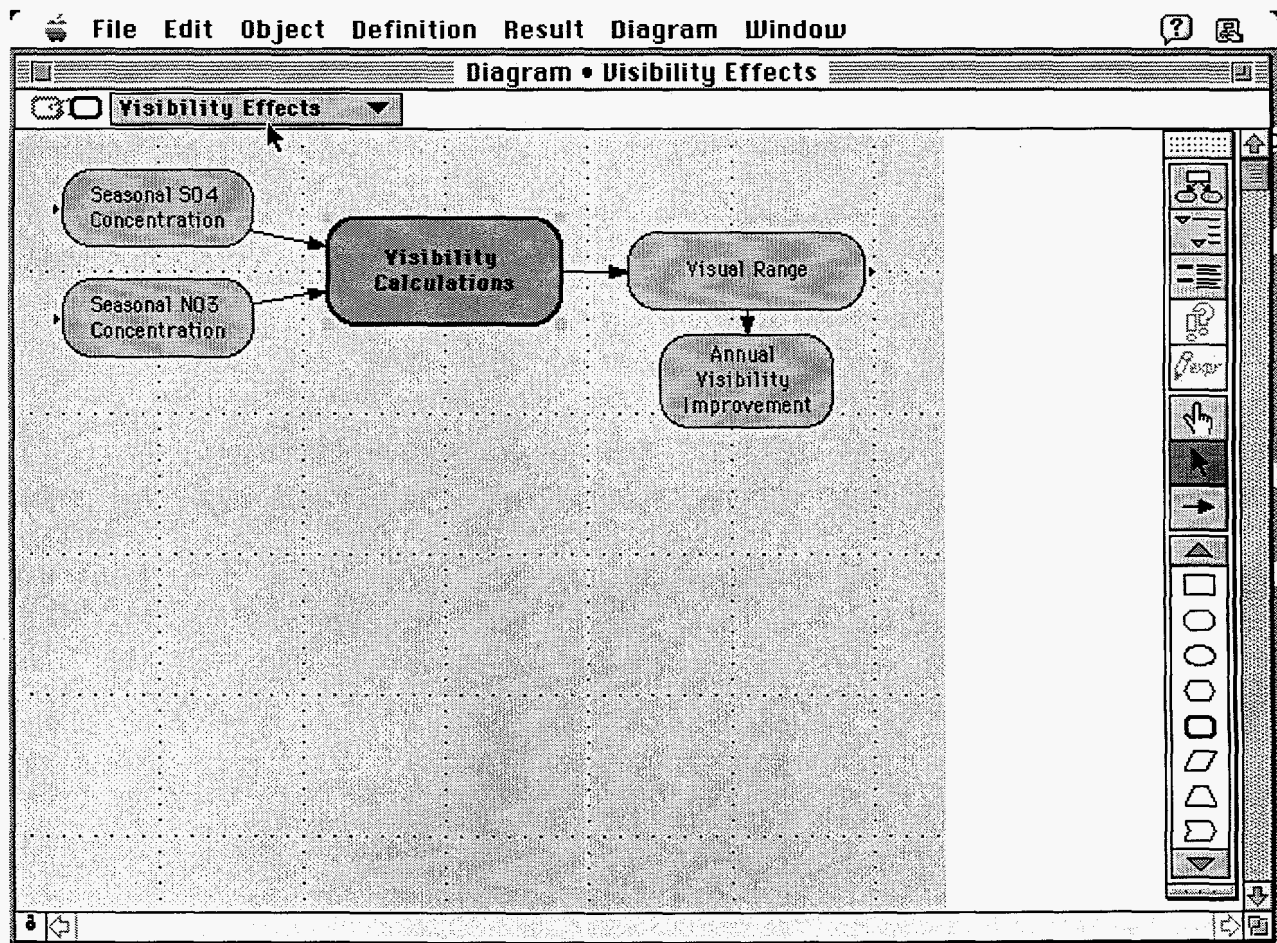 File Edit Object Definition Result Diagram Window
Diagram • Visibility Effects
Visibility Effects
Seasonal SO4
Concentration
Visibility
Calculations
Visual Range
Seasonal NO3
Concentration
Annual
Visibility
Improvement
expr